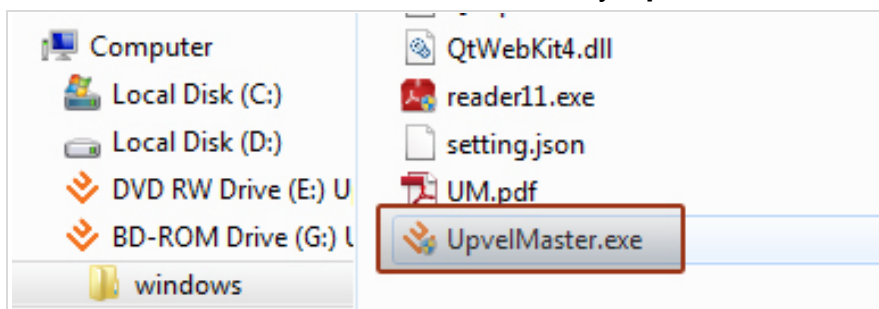 Computer
Local Disk (C:)
Local Disk (D:)
DVD RW Drive (E:) U
BD-ROM Drive (G:) U
windows
QtWebKit4.dll
reader11.exe
setting.json
UM.pdf
UpvelMaster.exe